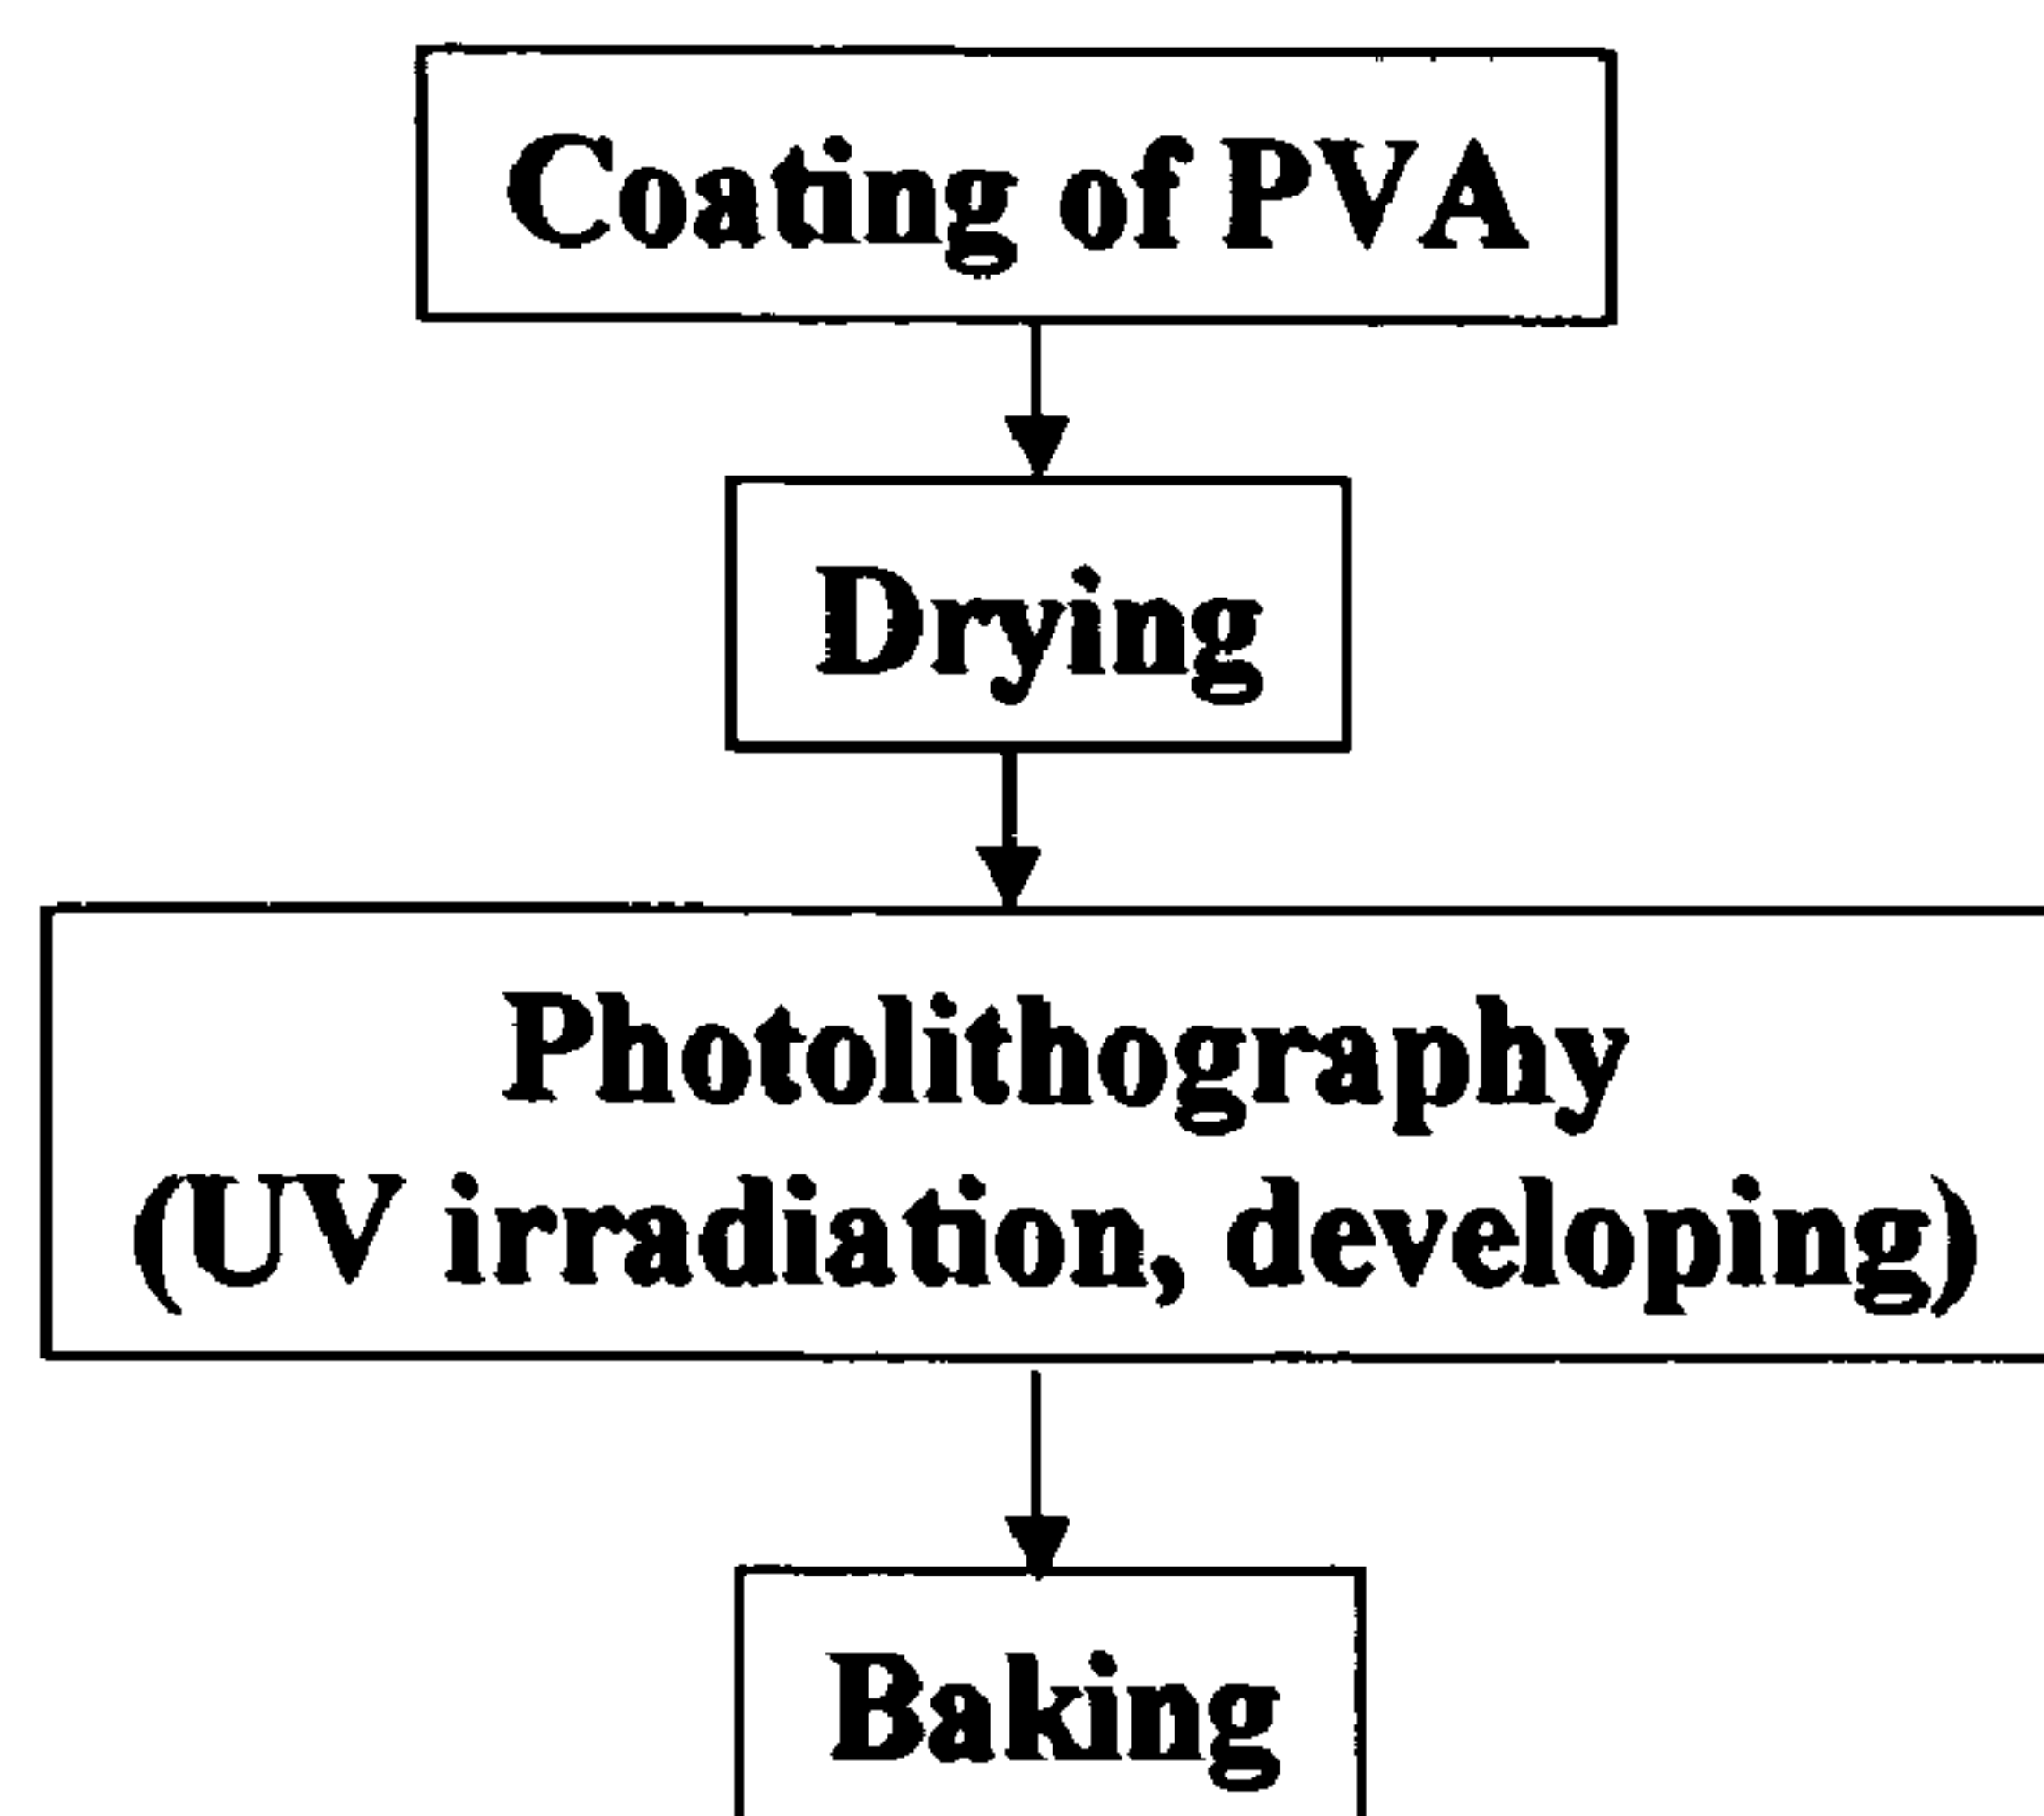 Coating of PVA
Drying
Photolithography
(UV irradiation, developing)
Baking